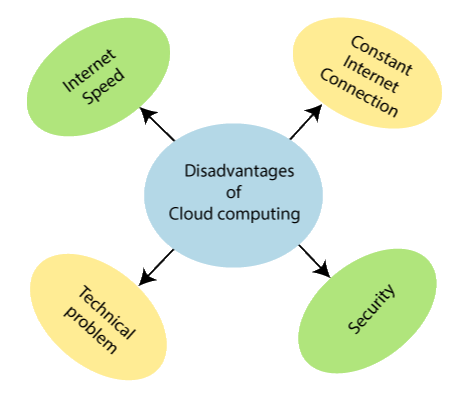 Internet
Speed
Constant
Internet
Connection
Disadvantages
of
Cloud computing
Technical
problem
Security